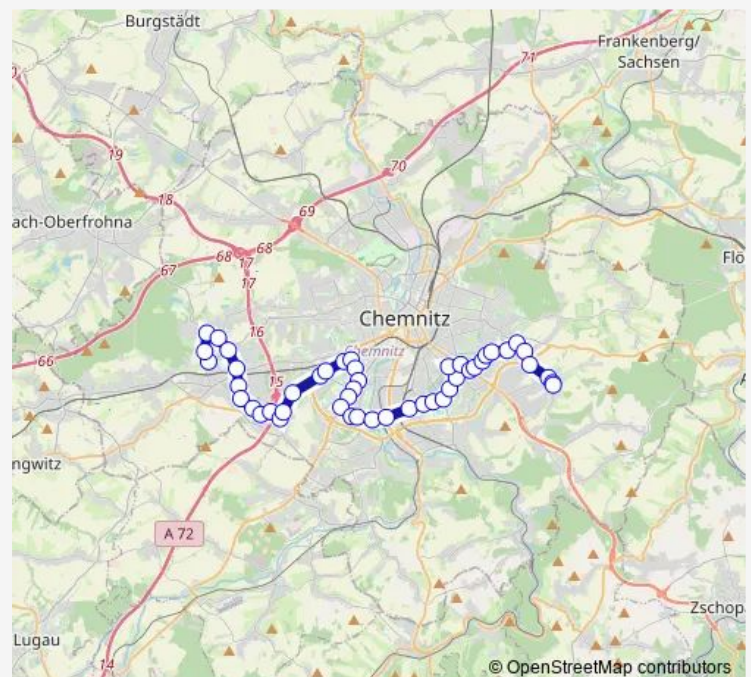 Burgstädt
Frankenberg/
Sachsen
71
70
19
18
69
ach-Oberfrohna
68
68
17
17
67
Flö
16
Chemnitz
Chemnitz
66
15
ngwitz
A 72
Zschop
Lugau
14
© OpenStreetMap contributors